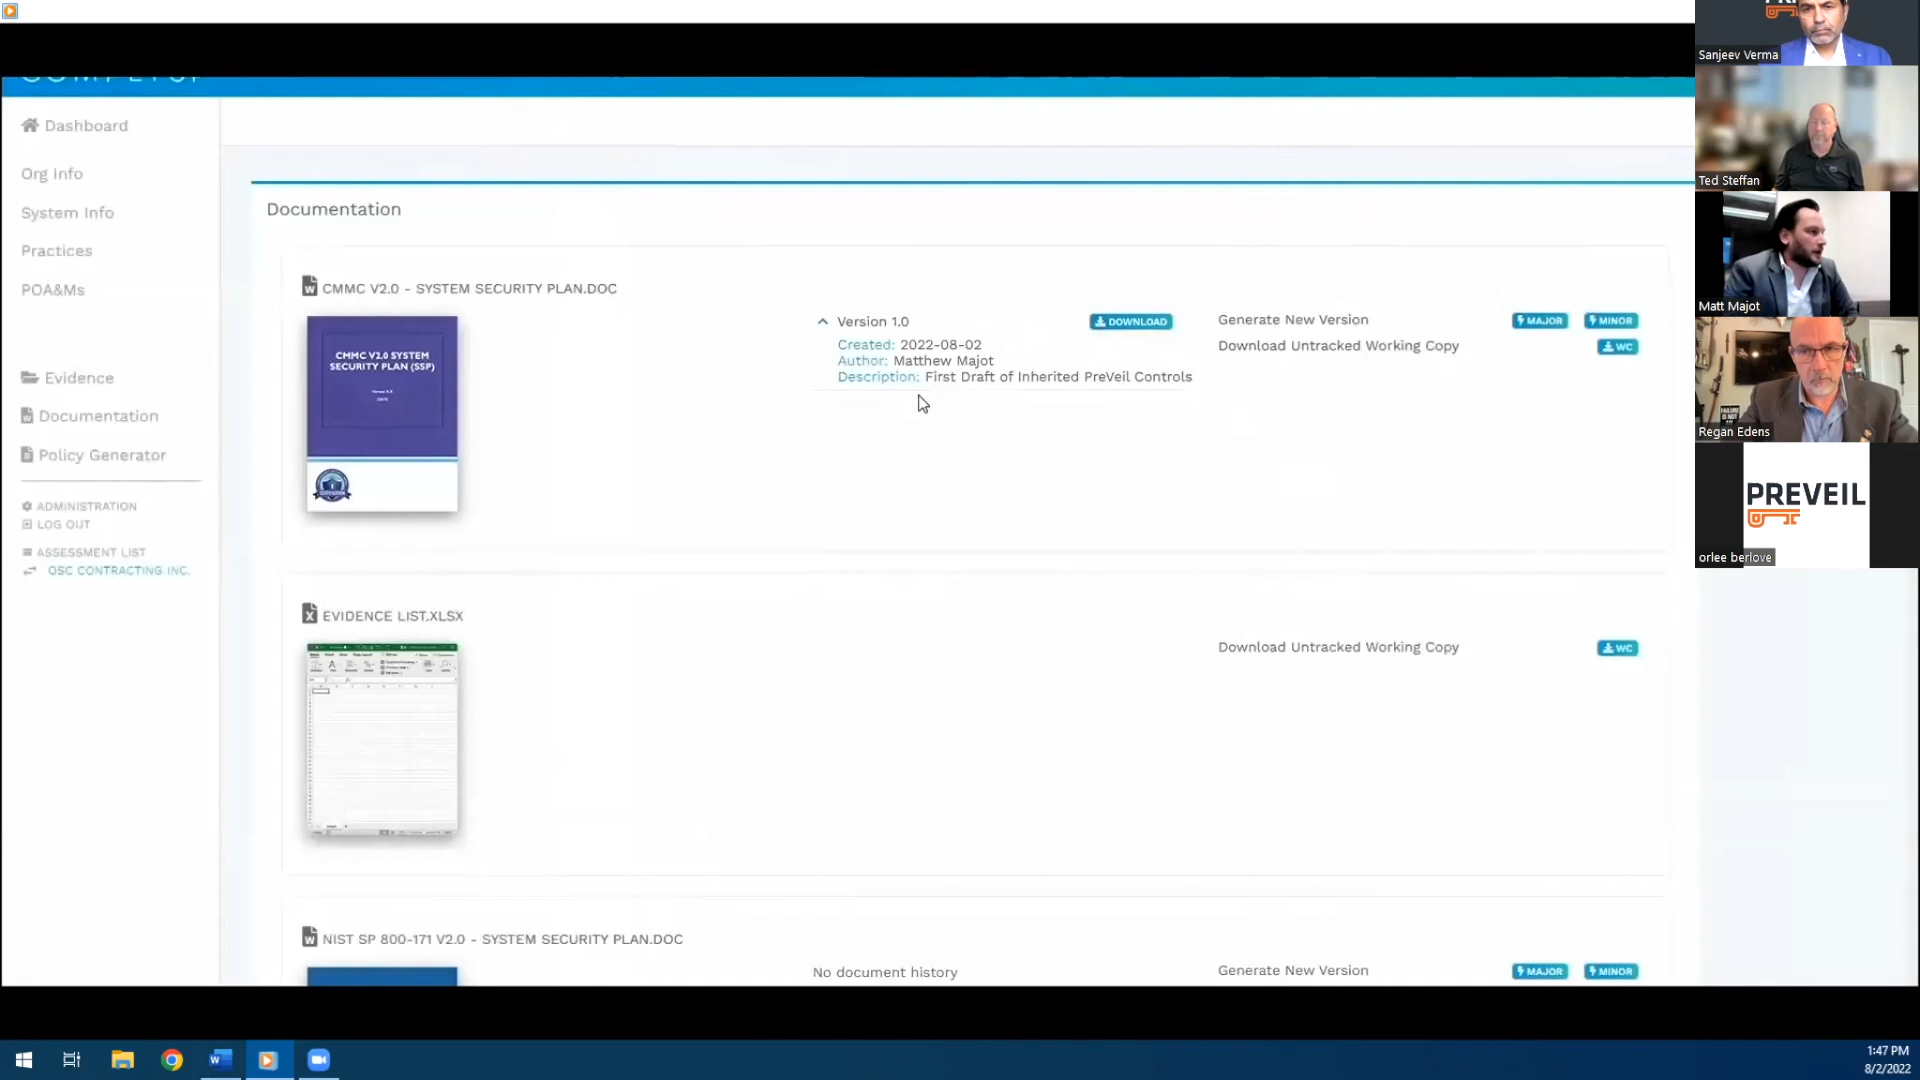 Sanjeev Verma
Dashboard
Org Info
System Info
Practices
POA&Ms
Evidence
Documentation
Policy Generator
ADMINISTRATION
LOG OUT
ASSESSMENT LIST
OSC CONTRACTING INC.
Documentation
CMMC V2.0 - SYSTEM SECURITY PLAN.DOC
CMMC V2.0 SYSTEM
SECURITY PLAN (SSP)
Version 1.0
DOWNLOAD
Created: 2022-08-02
Author: Matthew Majot
Description: First Draft of Inherited PreVeil Controls
Generate New Version
MAJOR
MINOR
Download Untracked Working Copy
WC
EVIDENCE LIST.XLSX
Download Untracked Working Copy
WC
NIST SP 800-171 V2.0 - SYSTEM SECURITY PLAN.DOC
No document history
Generate New Version
MAJOR
MINOR
Ted Steffan
Matt Majot
Regan Edens
PREVEIL
orlee berlove
1:47 PM
8/2/2022